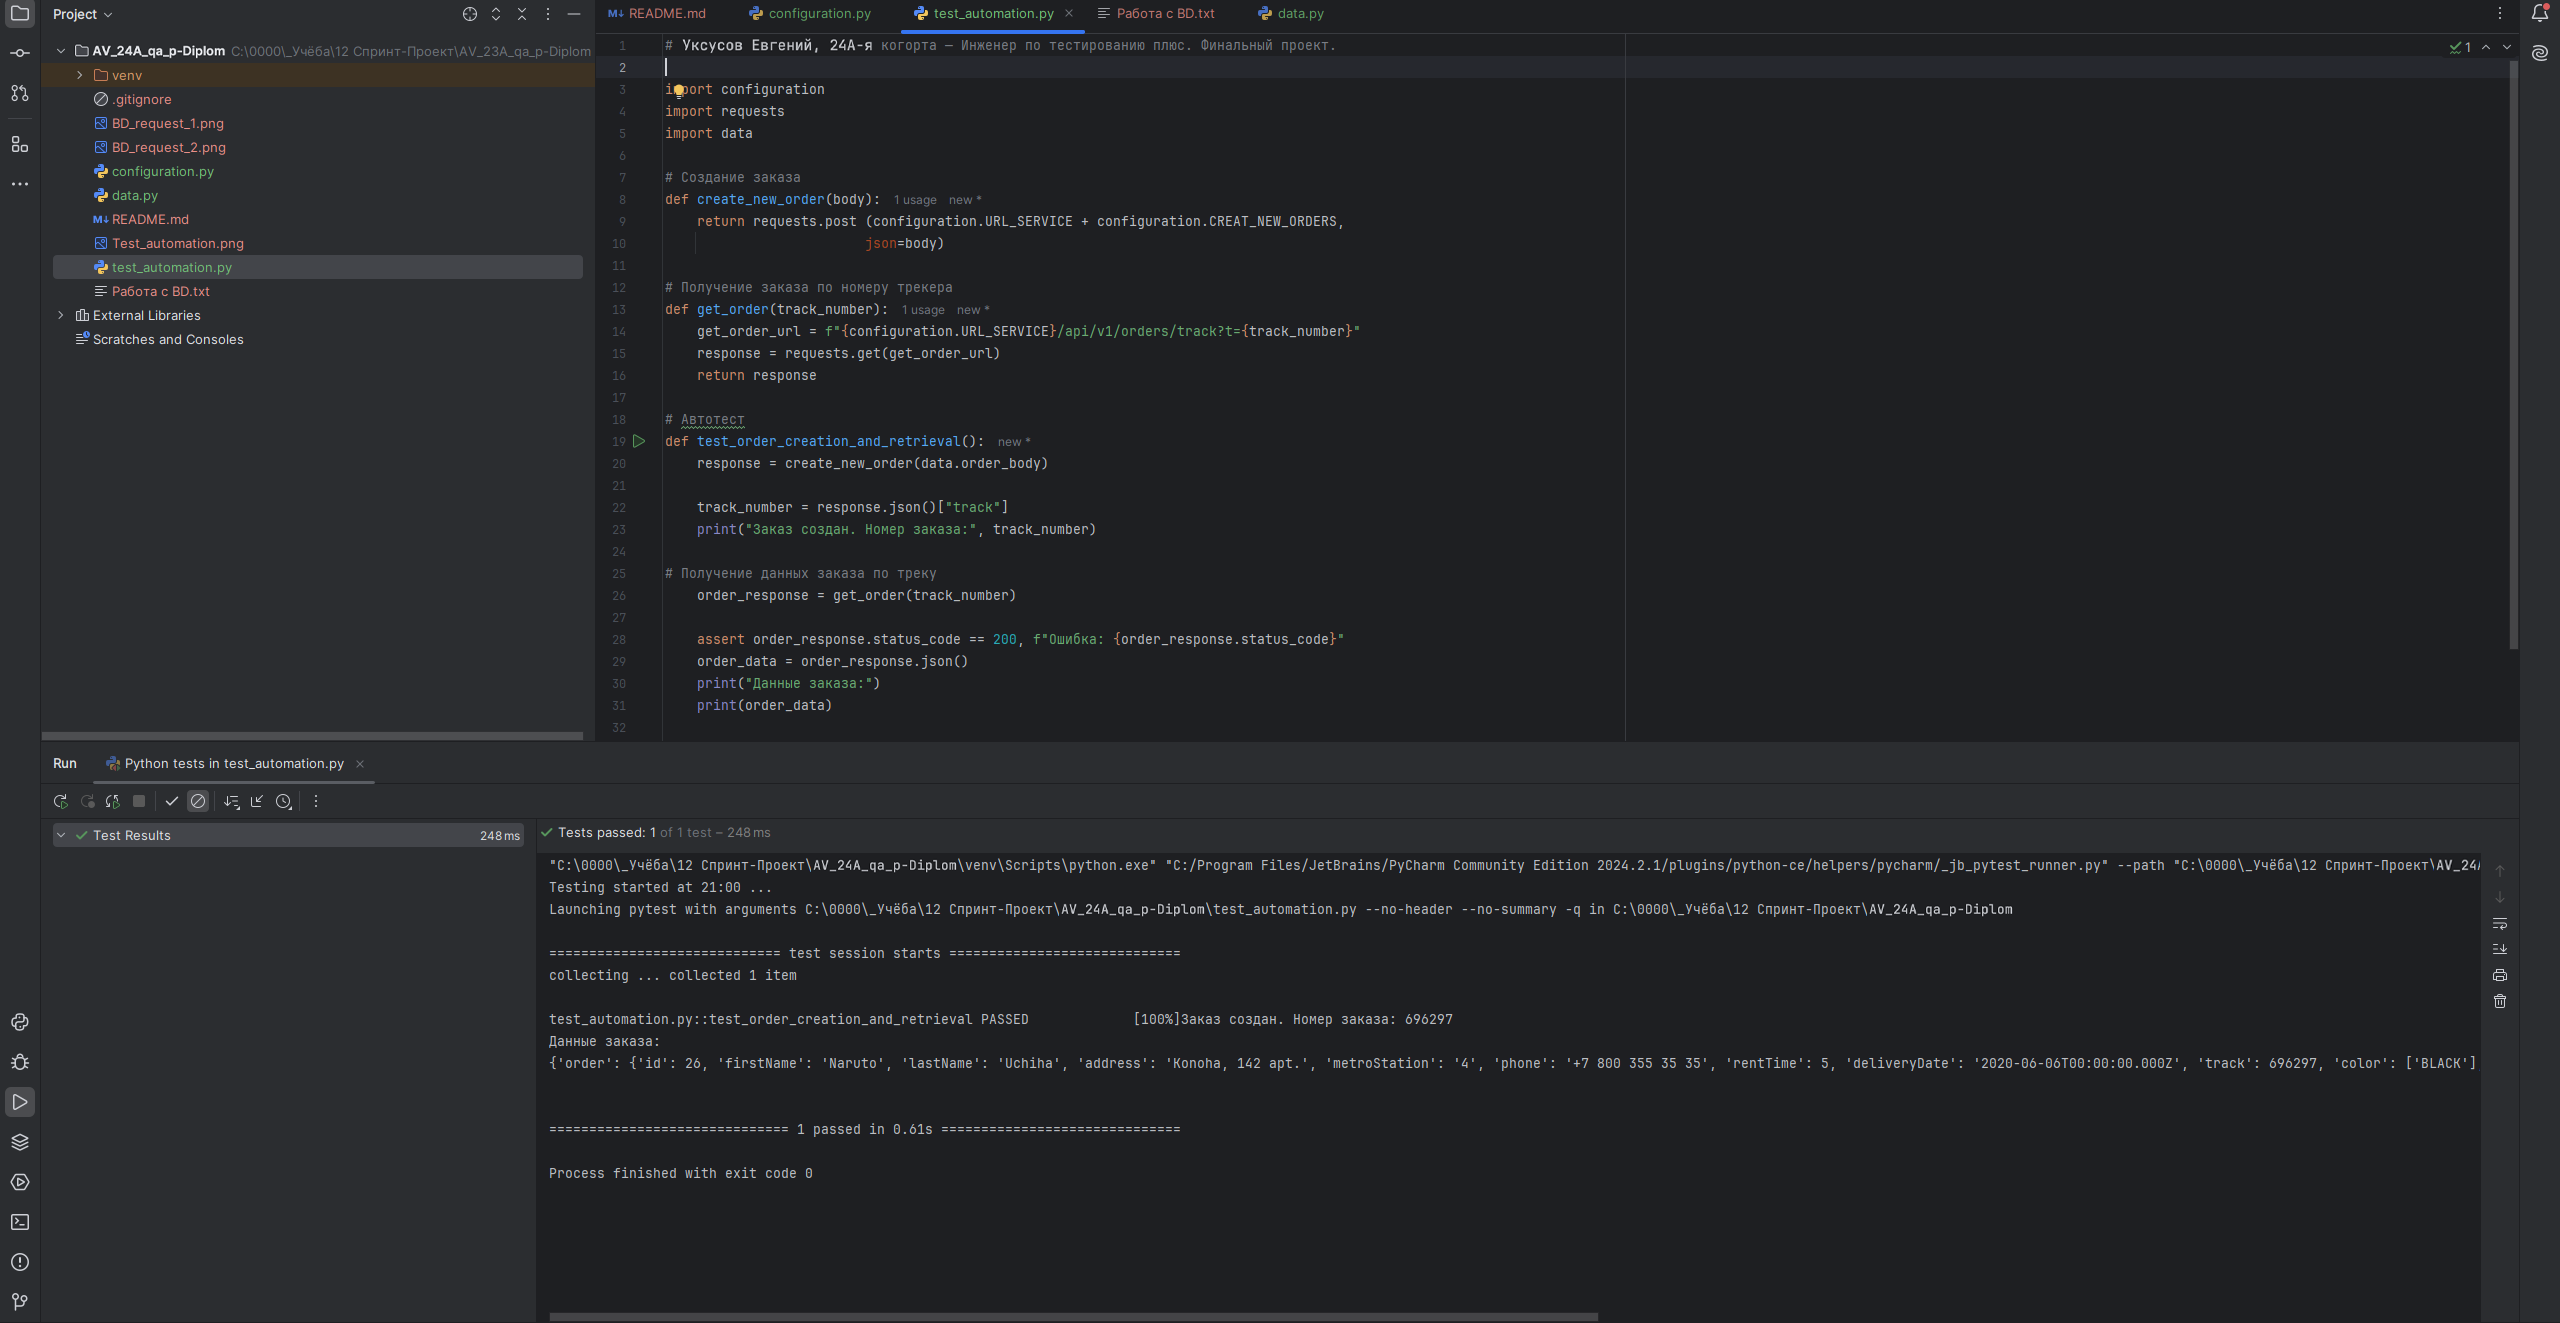 Project
AV_24A_qa_p-Diplom C:\0000\_Учёба\12 Спринт-Проект\AV_23A_qa_p-Diplom
venv
.gitignore
BD_request_1.png
BD_request_2.png
configuration.py
data.py
README.md
Test_automation.png
test_automation.py
Работа с BD.txt
External Libraries
Scratches and Consoles
README.md configuration.py test_automation.py Работа с BD.txt data.py
1 # Уксусов Евгений, 24А-я когорта — Инженер по тестированию плюс. Финальный проект.
2
3 import configuration
4 import requests
5 import data
6
7 # Создание заказа
8 def create_new_order(body): 1 usage new *
9 return requests.post (configuration.URL_SERVICE + configuration.CREAT_NEW_ORDERS,
10 json=body)
11
12 # Получение заказа по номеру трекера
13 def get_order(track_number): 1 usage new *
14 get_order_url = f"{configuration.URL_SERVICE}/api/v1/orders/track?t={track_number}"
15 response = requests.get(get_order_url)
16 return response
17
18 # Автотест
19 def test_order_creation_and_retrieval(): new *
20 response = create_new_order(data.order_body)
21
22 track_number = response.json()["track"]
23 print("Заказ создан. Номер заказа:", track_number)
24
25 # Получение данных заказа по треку
26 order_response = get_order(track_number)
27
28 assert order_response.status_code == 200, f"Ошибка: {order_response.status_code}"
29 order_data = order_response.json()
30 print("Данные заказа:")
31 print(order_data)
32
1
Run Python tests in test_automation.py
Test Results 248 ms
Tests passed: 1 of 1 test – 248 ms
"C:\0000\_Учёба\12 Спринт-Проект\AV_24A_qa_p-Diplom\venv\Scripts\python.exe" "C:/Program Files/JetBrains/PyCharm Community Edition 2024.2.1/plugins/python-ce/helpers/pycharm/_jb_pytest_runner.py" --path "C:\0000\_Учёба\12 Спринт-Проект\AV_24A
Testing started at 21:00 ...
Launching pytest with arguments C:\0000\_Учёба\12 Спринт-Проект\AV_24A_qa_p-Diplom\test_automation.py --no-header --no-summary -q in C:\0000\_Учёба\12 Спринт-Проект\AV_24A_qa_p-Diplom
============================= test session starts =============================
collecting ... collected 1 item
test_automation.py::test_order_creation_and_retrieval PASSED [100%]Заказ создан. Номер заказа: 696297
Данные заказа:
{'order': {'id': 26, 'firstName': 'Naruto', 'lastName': 'Uchiha', 'address': 'Konoha, 142 apt.', 'metroStation': '4', 'phone': '+7 800 355 35 35', 'rentTime': 5, 'deliveryDate': '2020-06-06T00:00:00.000Z', 'track': 696297, 'color': ['BLACK']
============================== 1 passed in 0.61s ==============================
Process finished with exit code 0